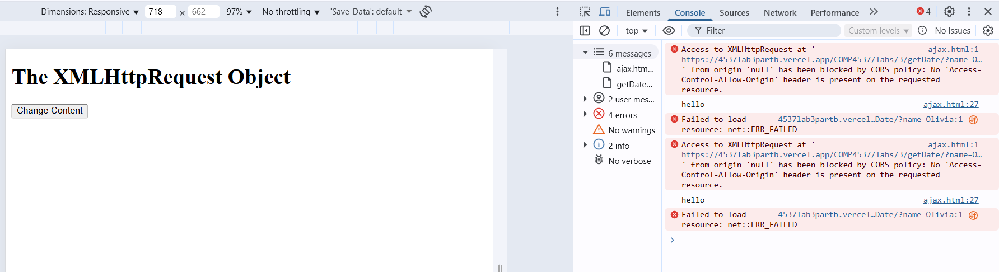 Dimensions: Responsive ▼ 718 × 662 97% ▼ No throttling ▼ 'Save-Data': default ▼
The XMLHttpRequest Object
Change Content
Elements Console Sources Network Performance 4
top ▼ Filter Custom levels ▼ No Issues
6 messages
ajax.htm...
getDate...
2 user mes...
4 errors
No warnings
2 info
No verbose
Access to XMLHttpRequest at ' ajax.html:1
https://4537lab3partb.vercel.app/COMP4537/labs/3/getDate/?name=O…
' from origin 'null' has been blocked by CORS policy: No 'Access-
Control-Allow-Origin' header is present on the requested
resource.
hello ajax.html:27
Failed to load 4537lab3partb.vercel…Date/?name=Olivia:1
resource: net::ERR_FAILED
Access to XMLHttpRequest at ' ajax.html:1
https://4537lab3partb.vercel.app/COMP4537/labs/3/getDate/?name=O…
' from origin 'null' has been blocked by CORS policy: No 'Access-
Control-Allow-Origin' header is present on the requested
resource.
hello ajax.html:27
Failed to load 4537lab3partb.vercel…Date/?name=Olivia:1
resource: net::ERR_FAILED